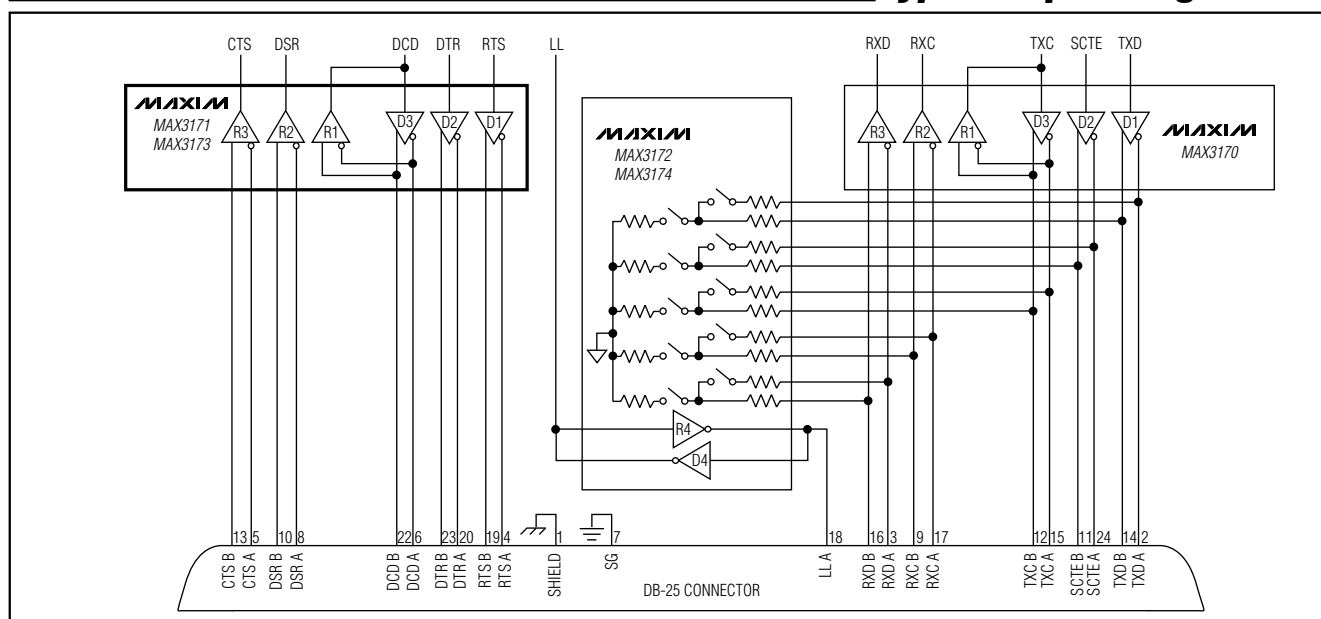 CTS DSR DCD DTR RTS LL RXD RXC TXC SCTE TXD
MAXIM
MAX3171
MAX3173
R3 R2 R1 D3 D2 D1
MAXIM
MAX3172
MAX3174
R3 R2 R1 D3 D2 D1
MAXIM
MAX3170
R4
D4
13 5 10 8 22 6 23 20 19 4 1 7 18 16 3 9 17 12 15 11 24 14 2
CTS B
CTS A
DSR B
DSR A
DCD B
DCD A
DTR B
DTR A
RTS B
RTS A
SHIELD
SG
LL A
RXD B
RXD A
RXC B
RXC A
TXC B
TXC A
SCTE B
SCTE A
TXD B
TXD A
DB-25 CONNECTOR